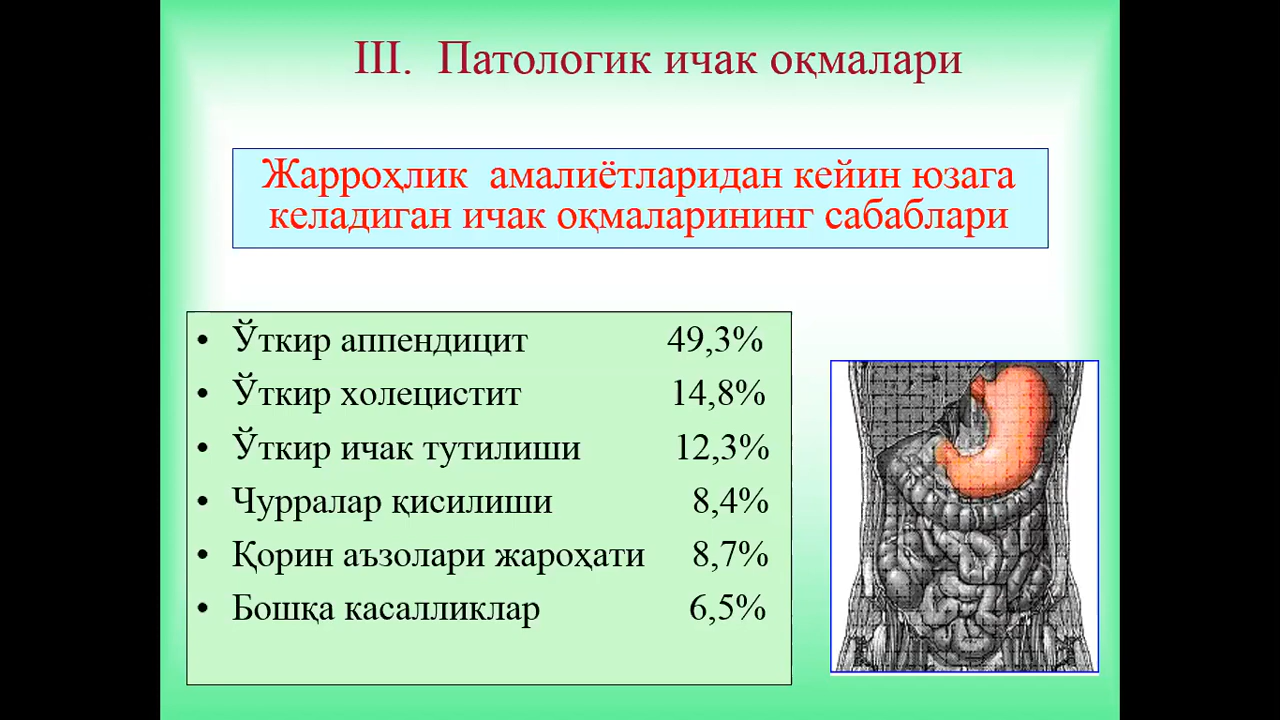 III. Патологик ичак оқмалари
Жарроҳлик амалиётларидан кейин юзага
келадиган ичак оқмаларининг сабаблари
• Ўткир аппендицит 49,3%
• Ўткир холецистит 14,8%
• Ўткир ичак тутилиши 12,3%
• Чурралар қисилиши 8,4%
• Қорин аъзолари жароҳати 8,7%
• Бошқа касалликлар 6,5%